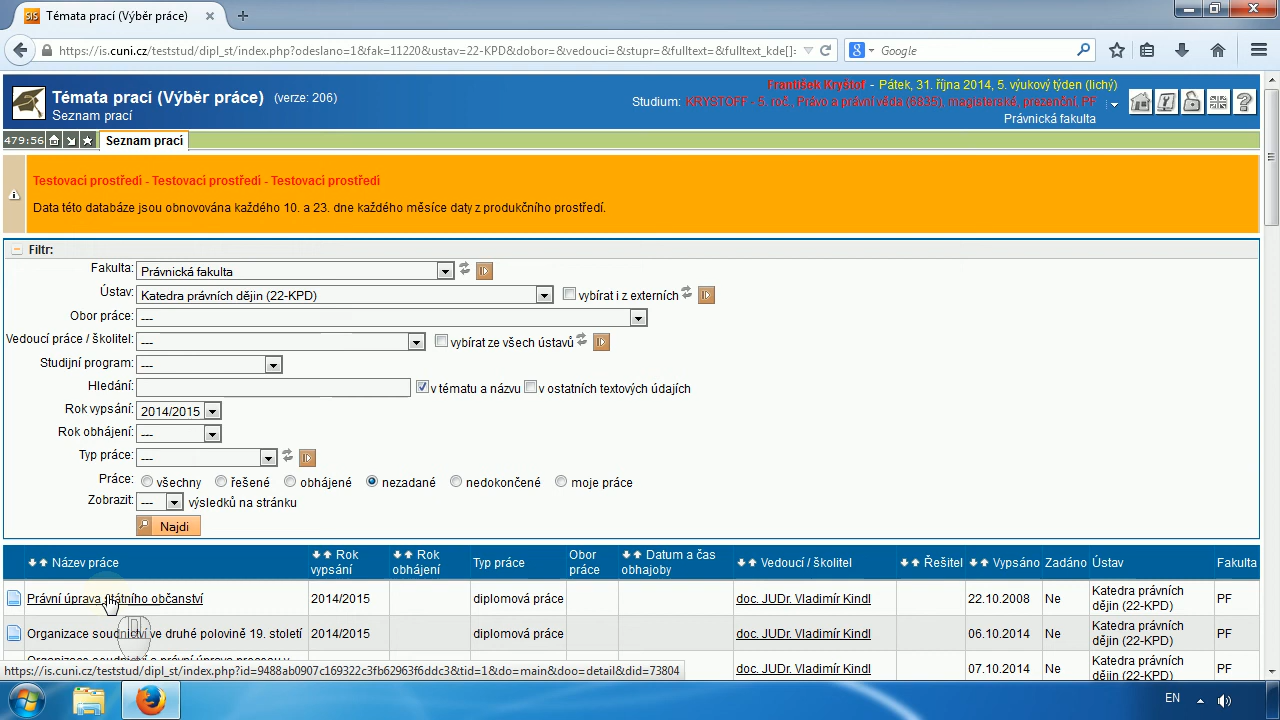 SIS Témata prací (Výběr práce)
https://is.cuni.cz/teststud/dipl_st/index.php?odeslano=1&fak=11220&ustav=22-KPD&dobor=&vedouci=&stupr=&fulltext=&fulltext_kde[]=
Google
Témata prací (Výběr práce) (verze: 206)
Seznam prací
František Kryštof - Pátek, 31. října 2014, 5. výukový týden (lichý)
Studium: KRYSTOFF - 5. roč, Právo a právní věda (6835), magisterské, prezenční, PF
Právnická fakulta
479:56 Seznam prací
Testovací prostředí - Testovací prostředí - Testovací prostředí
Data této databáze jsou obnovována každého 10. a 23. dne každého měsíce daty z produkčního prostředí.
Filtr:
Fakulta: Právnická fakulta
Ústav: Katedra právních dějin (22-KPD) vybírat i z externích
Obor práce: ---
Vedoucí práce / školitel: --- vybírat ze všech ústavů
Studijní program: ---
Hledání: v tématu a názvu v ostatních textových údajích
Rok vypsání: 2014/2015
Rok obhájení: ---
Typ práce: ---
Práce: všechny řešené obhájené nezadané nedokončené moje práce
Zobrazit: --- výsledků na stránku
Najdi
Název práce Rok vypsání Rok obhájení Typ práce Obor práce Datum a čas obhajoby Vedoucí / školitel Řešitel Vypsáno Zadáno Ústav Fakulta
Právní úprava státního občanství 2014/2015 diplomová práce doc. JUDr. Vladimír Kindl 22.10.2008 Ne Katedra právních dějin (22-KPD) PF
Organizace soudnictví ve druhé polovině 19. století 2014/2015 diplomová práce doc. JUDr. Vladimír Kindl 06.10.2014 Ne Katedra právních dějin (22-KPD) PF
doc. JUDr. Vladimír Kindl 07.10.2014 Ne Katedra právních dějin (22-KPD) PF
https://is.cuni.cz/teststud/dipl_st/index.php?id=9488ab0907c169322c3fb62963f6ddc3&tid=1&do=main&doo=detail&did=73804
EN